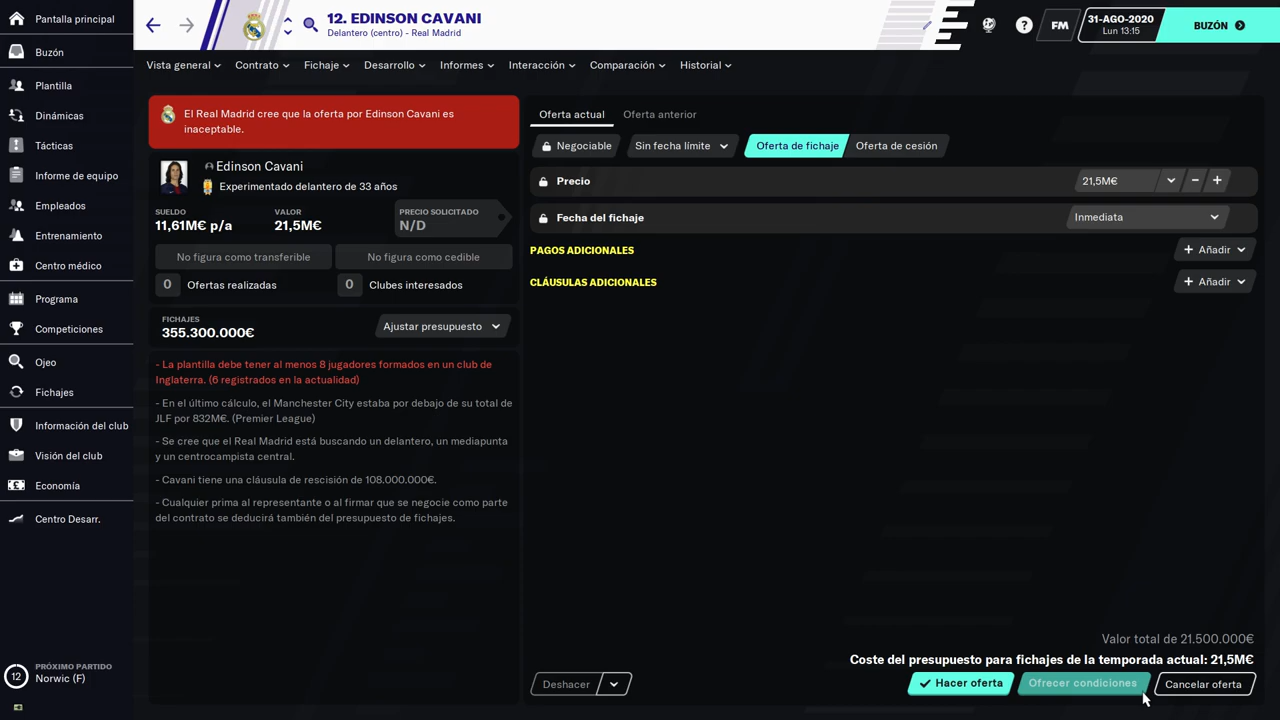 Pantalla principal
Buzón
Plantilla
Dinámicas
Tácticas
Informe de equipo
Empleados
Entrenamiento
Centro médico
Programa
Competiciones
Ojeo
Fichajes
Información del club
Visión del club
Economía
Centro Desarr.
12
PRÓXIMO PARTIDO
Norwic (F)
12. EDINSON CAVANI
Delantero (centro) - Real Madrid
?
FM
31-AGO-2020
Lun 13:15
BUZÓN
Vista general
Contrato
Fichaje
Desarrollo
Informes
Interacción
Comparación
Historial
El Real Madrid cree que la oferta por Edinson Cavani es
inaceptable.
Edinson Cavani
Experimentado delantero de 33 años
SUELDO
11,61M€ p/a
VALOR
21,5M€
PRECIO SOLICITADO
N/D
No figura como transferible
No figura como cedible
0 Ofertas realizadas
0 Clubes interesados
FICHAJES
355.300.000€
Ajustar presupuesto
- La plantilla debe tener al menos 8 jugadores formados en un club de
Inglaterra. (6 registrados en la actualidad)
- En el último cálculo, el Manchester City estaba por debajo de su total de
JLF por 832M€. (Premier League)
- Se cree que el Real Madrid está buscando un delantero, un mediapunta
y un centrocampista central.
- Cavani tiene una cláusula de rescisión de 108.000.000€.
- Cualquier prima al representante o al firmar que se negocie como parte
del contrato se deducirá también del presupuesto de fichajes.
Oferta actual
Oferta anterior
Negociable
Sin fecha límite
Oferta de fichaje
Oferta de cesión
Precio
21,5M€
Fecha del fichaje
Inmediata
PAGOS ADICIONALES
+ Añadir
CLÁUSULAS ADICIONALES
+ Añadir
Valor total de 21.500.000€
Coste del presupuesto para fichajes de la temporada actual: 21,5M€
Deshacer
Hacer oferta
Ofrecer condiciones
Cancelar oferta